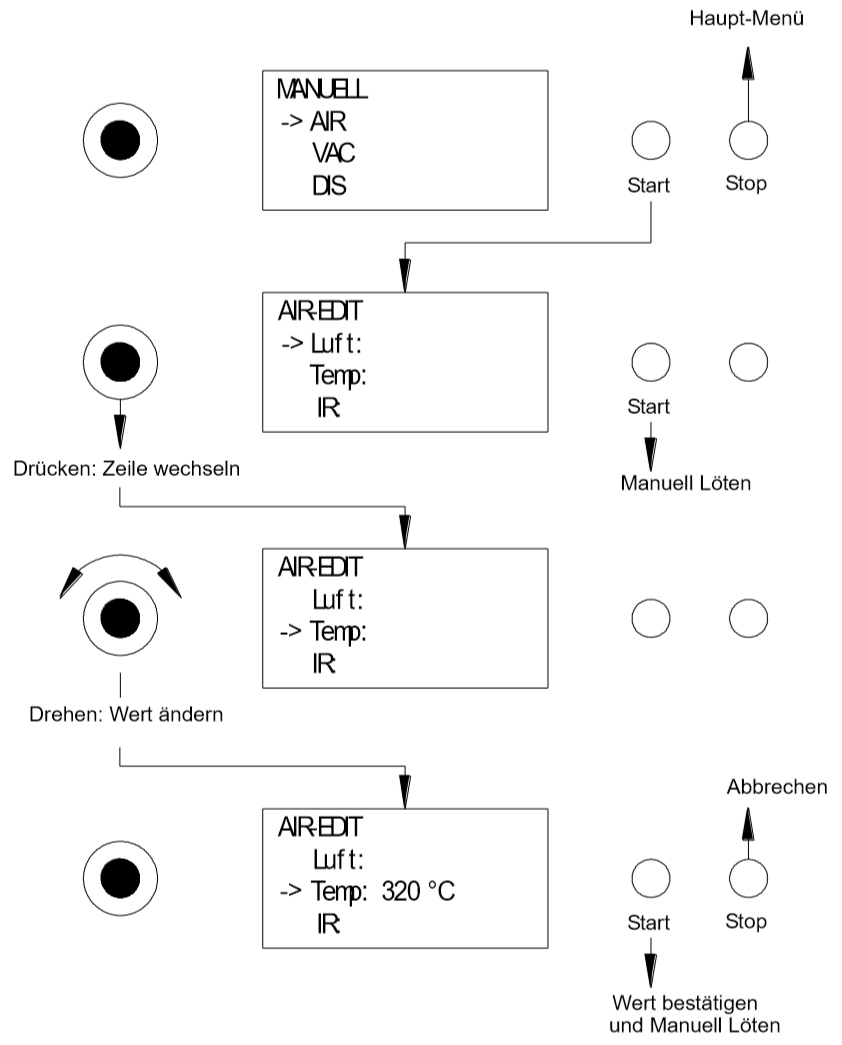 Haupt-Menü
MANUELL
-> AIR
VAC
DIS
Start
Stop
AIR-EDIT
-> Luft:
Temp:
IR:
Start
Drücken: Zeile wechseln
Manuell Löten
AIR-EDIT
Luft:
-> Temp:
IR:
Drehen: Wert ändern
Abbrechen
AIR-EDIT
Luft:
-> Temp: 320 °C
IR:
Start
Stop
Wert bestätigen
und Manuell Löten